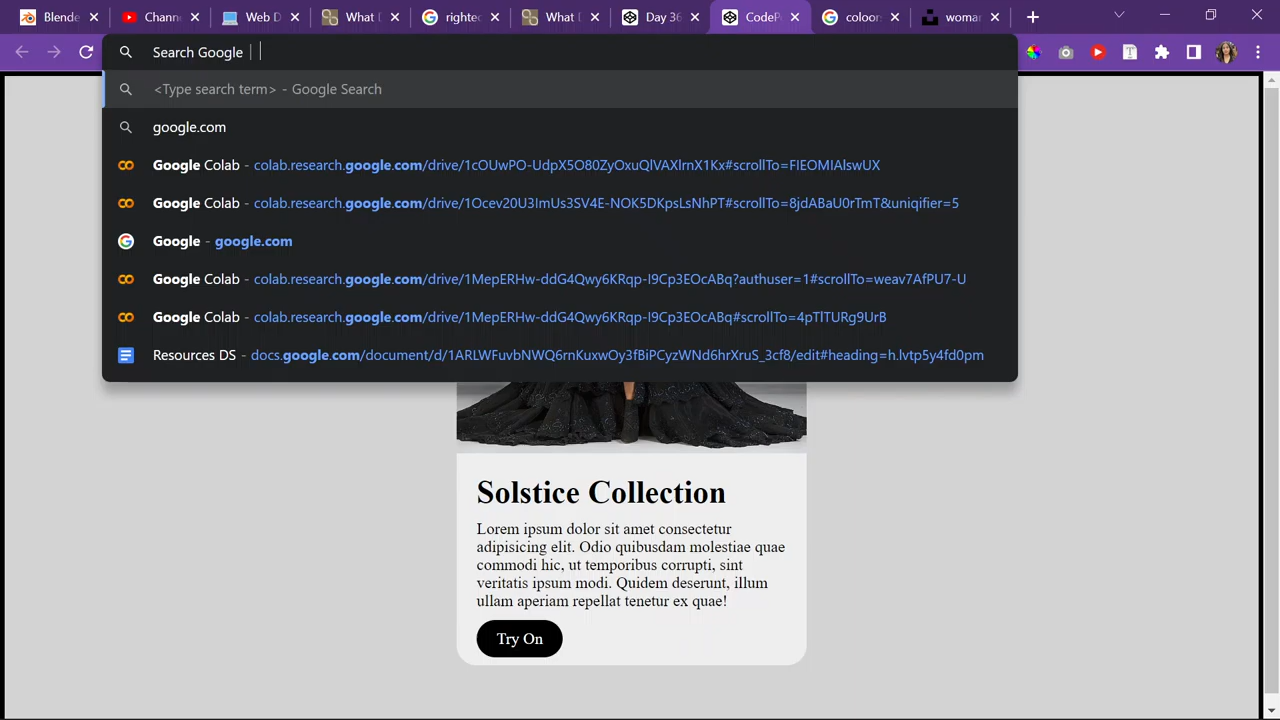 Blende
Channe
Web D
What D
rightec
What D
Day 36
CodeP
coloor
woma
Search Google |
<Type search term> - Google Search
google.com
Google Colab - colab.research.google.com/drive/1cOUwPO-UdpX5O80ZyOxuQlVAXlrnX1Kx#scrollTo=FIEOMIAlswUX
Google Colab - colab.research.google.com/drive/1Ocev20U3ImUs3SV4E-NOK5DKpsLsNhPT#scrollTo=8jdABaU0rTmT&uniqifier=5
Google - google.com
Google Colab - colab.research.google.com/drive/1MepERHw-ddG4Qwy6KRqp-I9Cp3EOcABq?authuser=1#scrollTo=weav7AfPU7-U
Google Colab - colab.research.google.com/drive/1MepERHw-ddG4Qwy6KRqp-I9Cp3EOcABq#scrollTo=4pTlTURg9UrB
Resources DS - docs.google.com/document/d/1ARLWFuvbNWQ6rnKuxwOy3fBiPCyzWNd6hrXruS_3cf8/edit#heading=h.lvtp5y4fd0pm
Solstice Collection
Lorem ipsum dolor sit amet consectetur
adipisicing elit. Odio quibusdam molestiae quae
commodi hic, ut temporibus corrupti, sint
veritatis ipsum modi. Quidem deserunt, illum
ullam aperiam repellat tenetur ex quae!
Try On